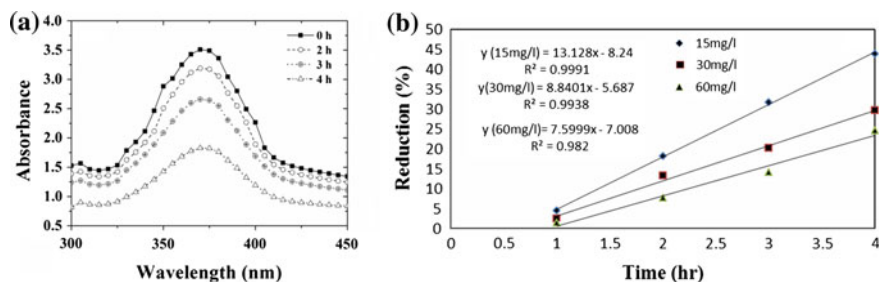 (a)
4.0
3.5
3.0
2.5
2.0
1.5
1.0
0.5
Absorbance
300
350
400
450
Wavelength (nm)
0 h
2 h
3 h
4 h
(b)
50
45
40
35
30
25
20
15
10
5
0
Reduction (%)
0
0.5
1
1.5
2
2.5
3
3.5
4
Time (hr)
y (15mg/l) = 13.128x - 8.24
R² = 0.9991
y(30mg/l) = 8.8401x - 5.687
R² = 0.9938
y (60mg/l)= 7.5999x - 7.008
R² = 0.982
15mg/l
30mg/l
60mg/l